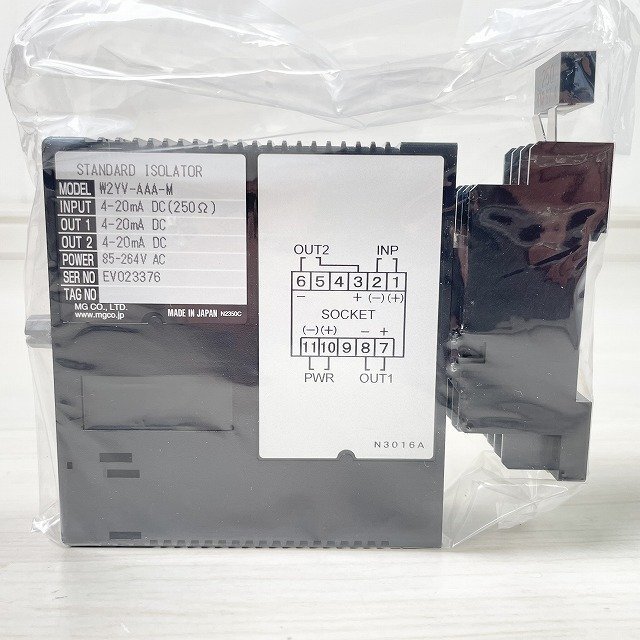 STANDARD ISOLATOR
MODEL W2YV-AAA-M
INPUT 4-20mA DC(250Ω)
OUT 1 4-20mA DC
OUT 2 4-20mA DC
POWER 85-264V AC
SER NO EV023376
TAG NO
MG CO., LTD.
www.mgco.jp MADE IN JAPAN N2350C
OUT2 INP
6 5 4 3 2 1
− + (−) (+)
SOCKET
(−) (+) − +
11 10 9 8 7
PWR OUT1
N3016A